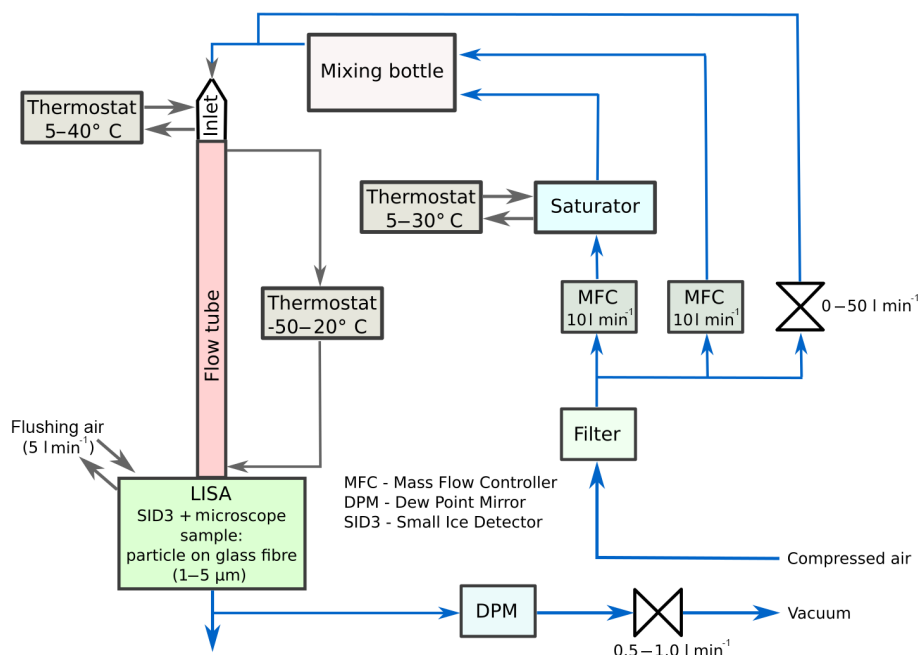 Mixing bottle
Inlet
Thermostat
5–40° C
Thermostat
5–30° C
Saturator
Thermostat
-50–20° C
MFC
10 l min⁻¹
MFC
10 l min⁻¹
0–50 l min⁻¹
Flow tube
Filter
Flushing air
(5 l min⁻¹)
LISA
SID3 + microscope
sample:
particle on glass fibre
(1–5 µm)
MFC - Mass Flow Controller
DPM - Dew Point Mirror
SID3 - Small Ice Detector
Compressed air
DPM
Vacuum
0.5–1.0 l min⁻¹